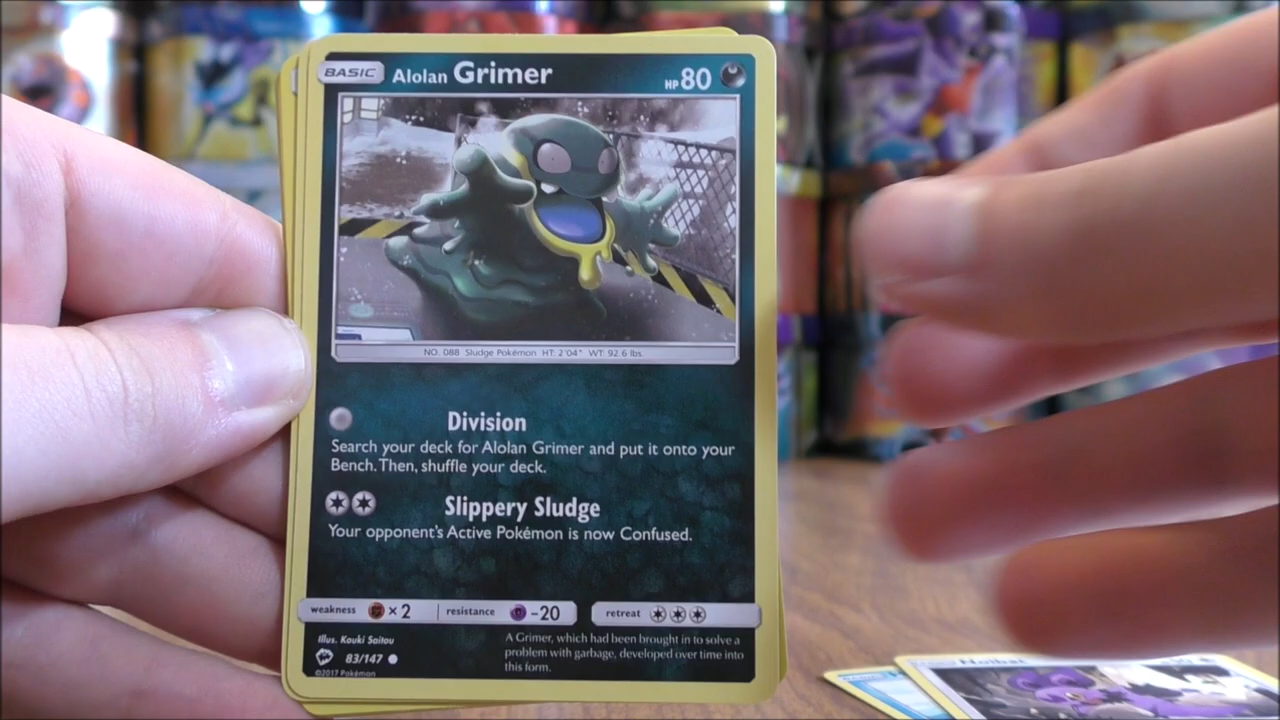 BASIC Alolan Grimer HP 80
NO. 088 Sludge Pokémon HT: 2'04" WT: 92.6 lbs.
Division
Search your deck for Alolan Grimer and put it onto your
Bench. Then, shuffle your deck.
Slippery Sludge
Your opponent's Active Pokémon is now Confused.
weakness × 2 resistance -20 retreat
Illus. Kouki Saitou
83/147
©2017 Pokémon
A Grimer, which had been brought in to solve a
problem with garbage, developed over time into
this form.
Noibat